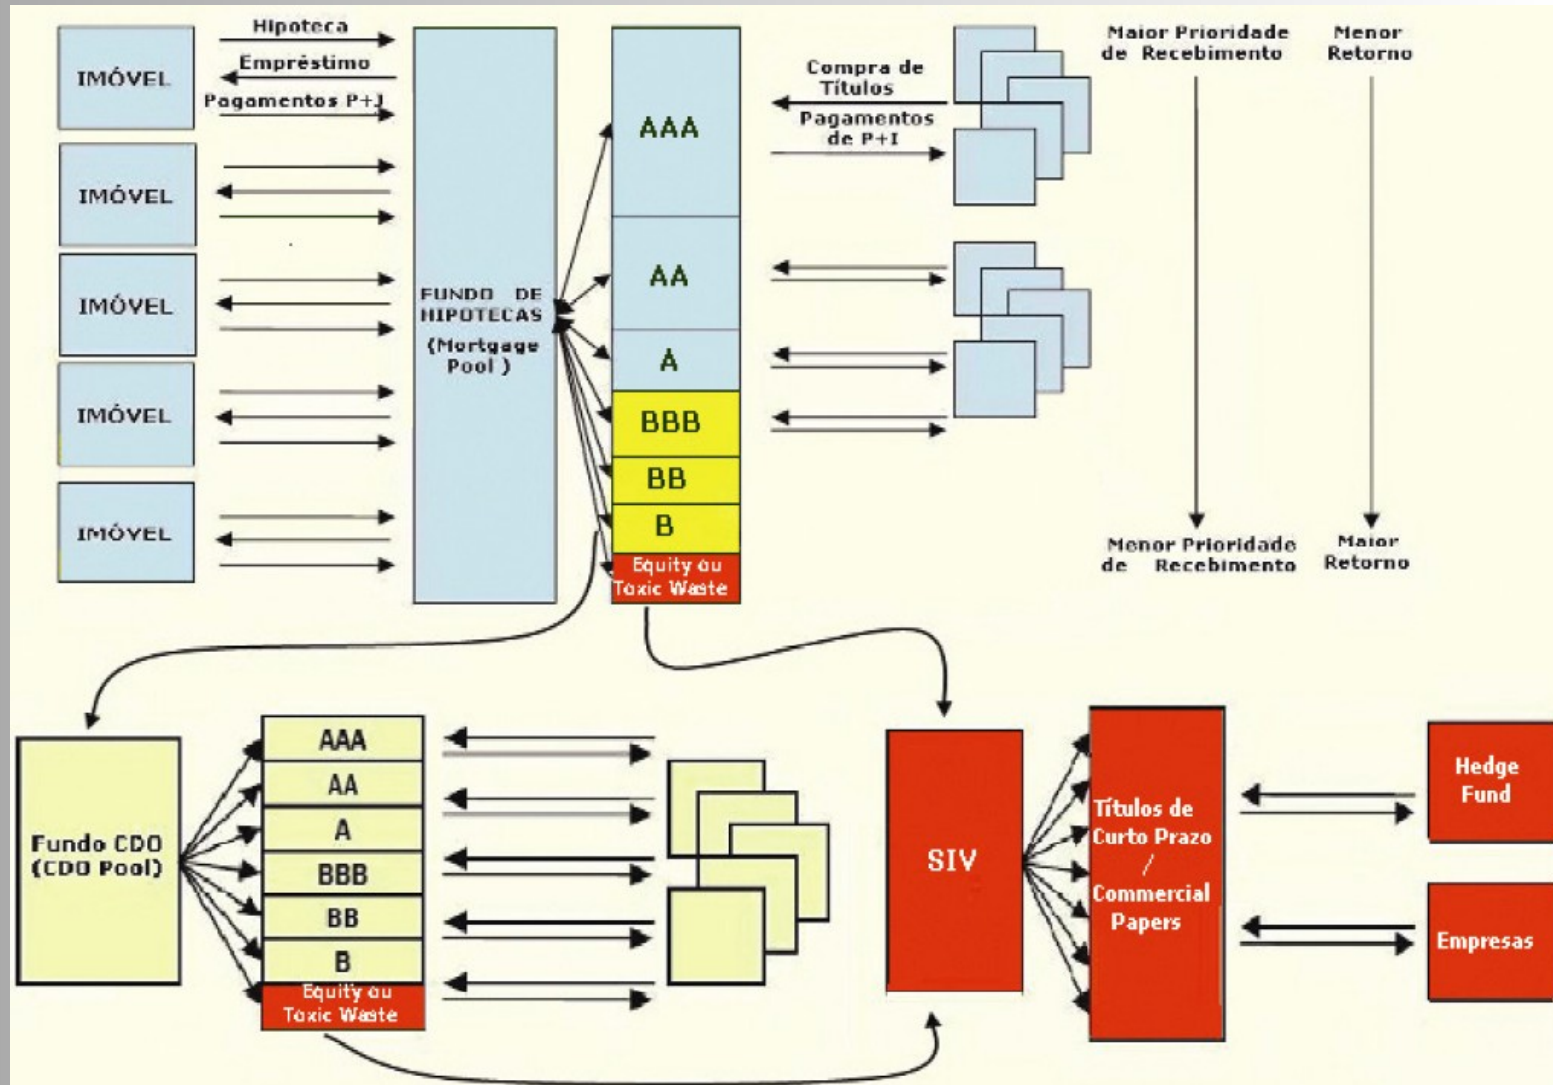 IMÓVEL
Hipoteca
Empréstimo
Pagamentos P+J
IMÓVEL
IMÓVEL
IMÓVEL
IMÓVEL
FUNDO DE
HIPOTECAS
(Mortgage
Pool )
AAA
AA
A
BBB
BB
B
Equity ou
Toxic Waste
Compra de
Títulos
Pagamentos
de P+I
Maior Prioridade
de Recebimento
Menor
Retorno
Menor Prioridade
de Recebimento
Maior
Retorno
Fundo CDO
(CDO Pool)
AAA
AA
A
BBB
BB
B
Equity ou
Toxic Waste
SIV
Títulos de
Curto Prazo
/
Commercial
Papers
Hedge
Fund
Empresas